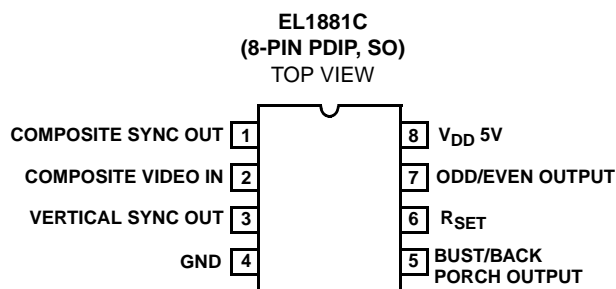 EL1881C
(8-PIN PDIP, SO)
TOP VIEW
COMPOSITE SYNC OUT 1
8 VDD 5V
COMPOSITE VIDEO IN 2
7 ODD/EVEN OUTPUT
VERTICAL SYNC OUT 3
6 RSET
GND 4
5 BUST/BACK
PORCH OUTPUT